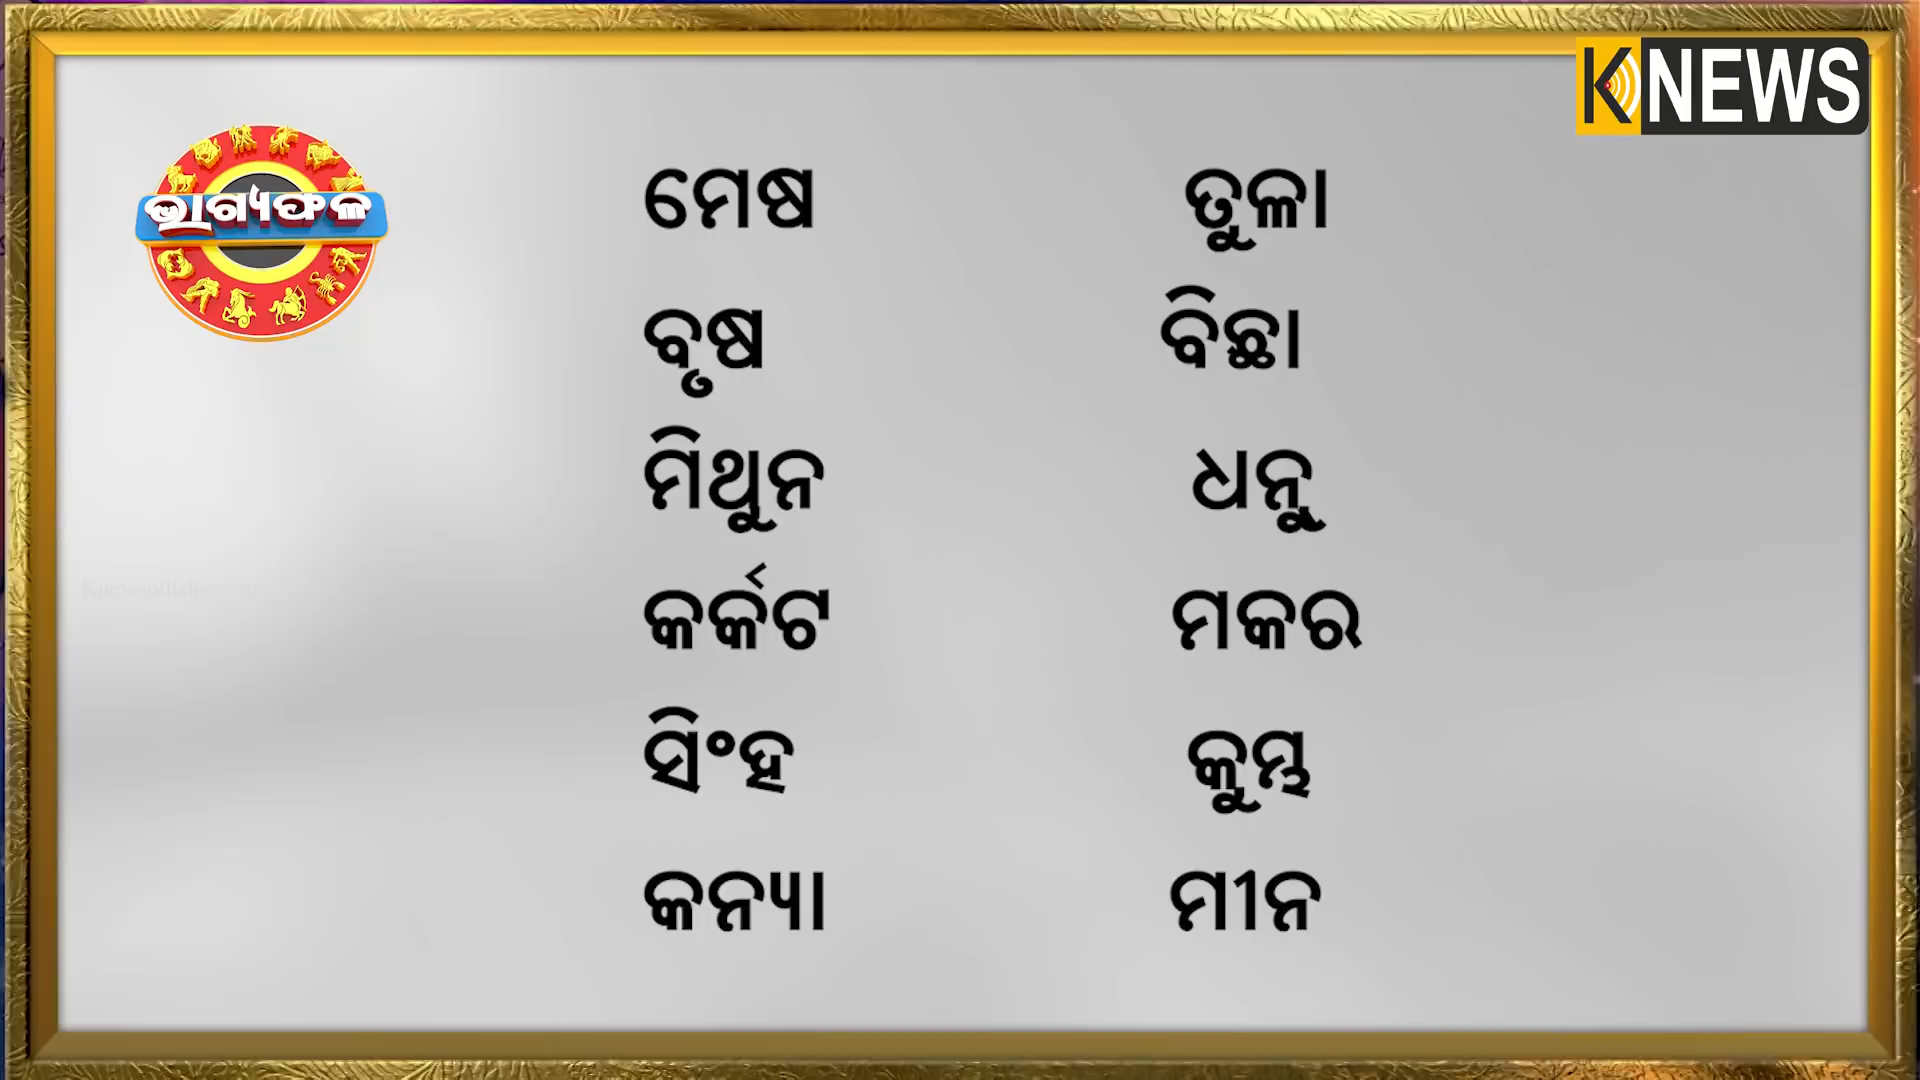 KNEWS
ଭାଗ୍ୟଫଳ
ମେଷ ତୁଳା
ବୃଷ ବିଛା
ମିଥୁନ ଧନୁ
କର୍କଟ ମକର
ସିଂହ କୁମ୍ଭ
କନ୍ୟା ମୀନ